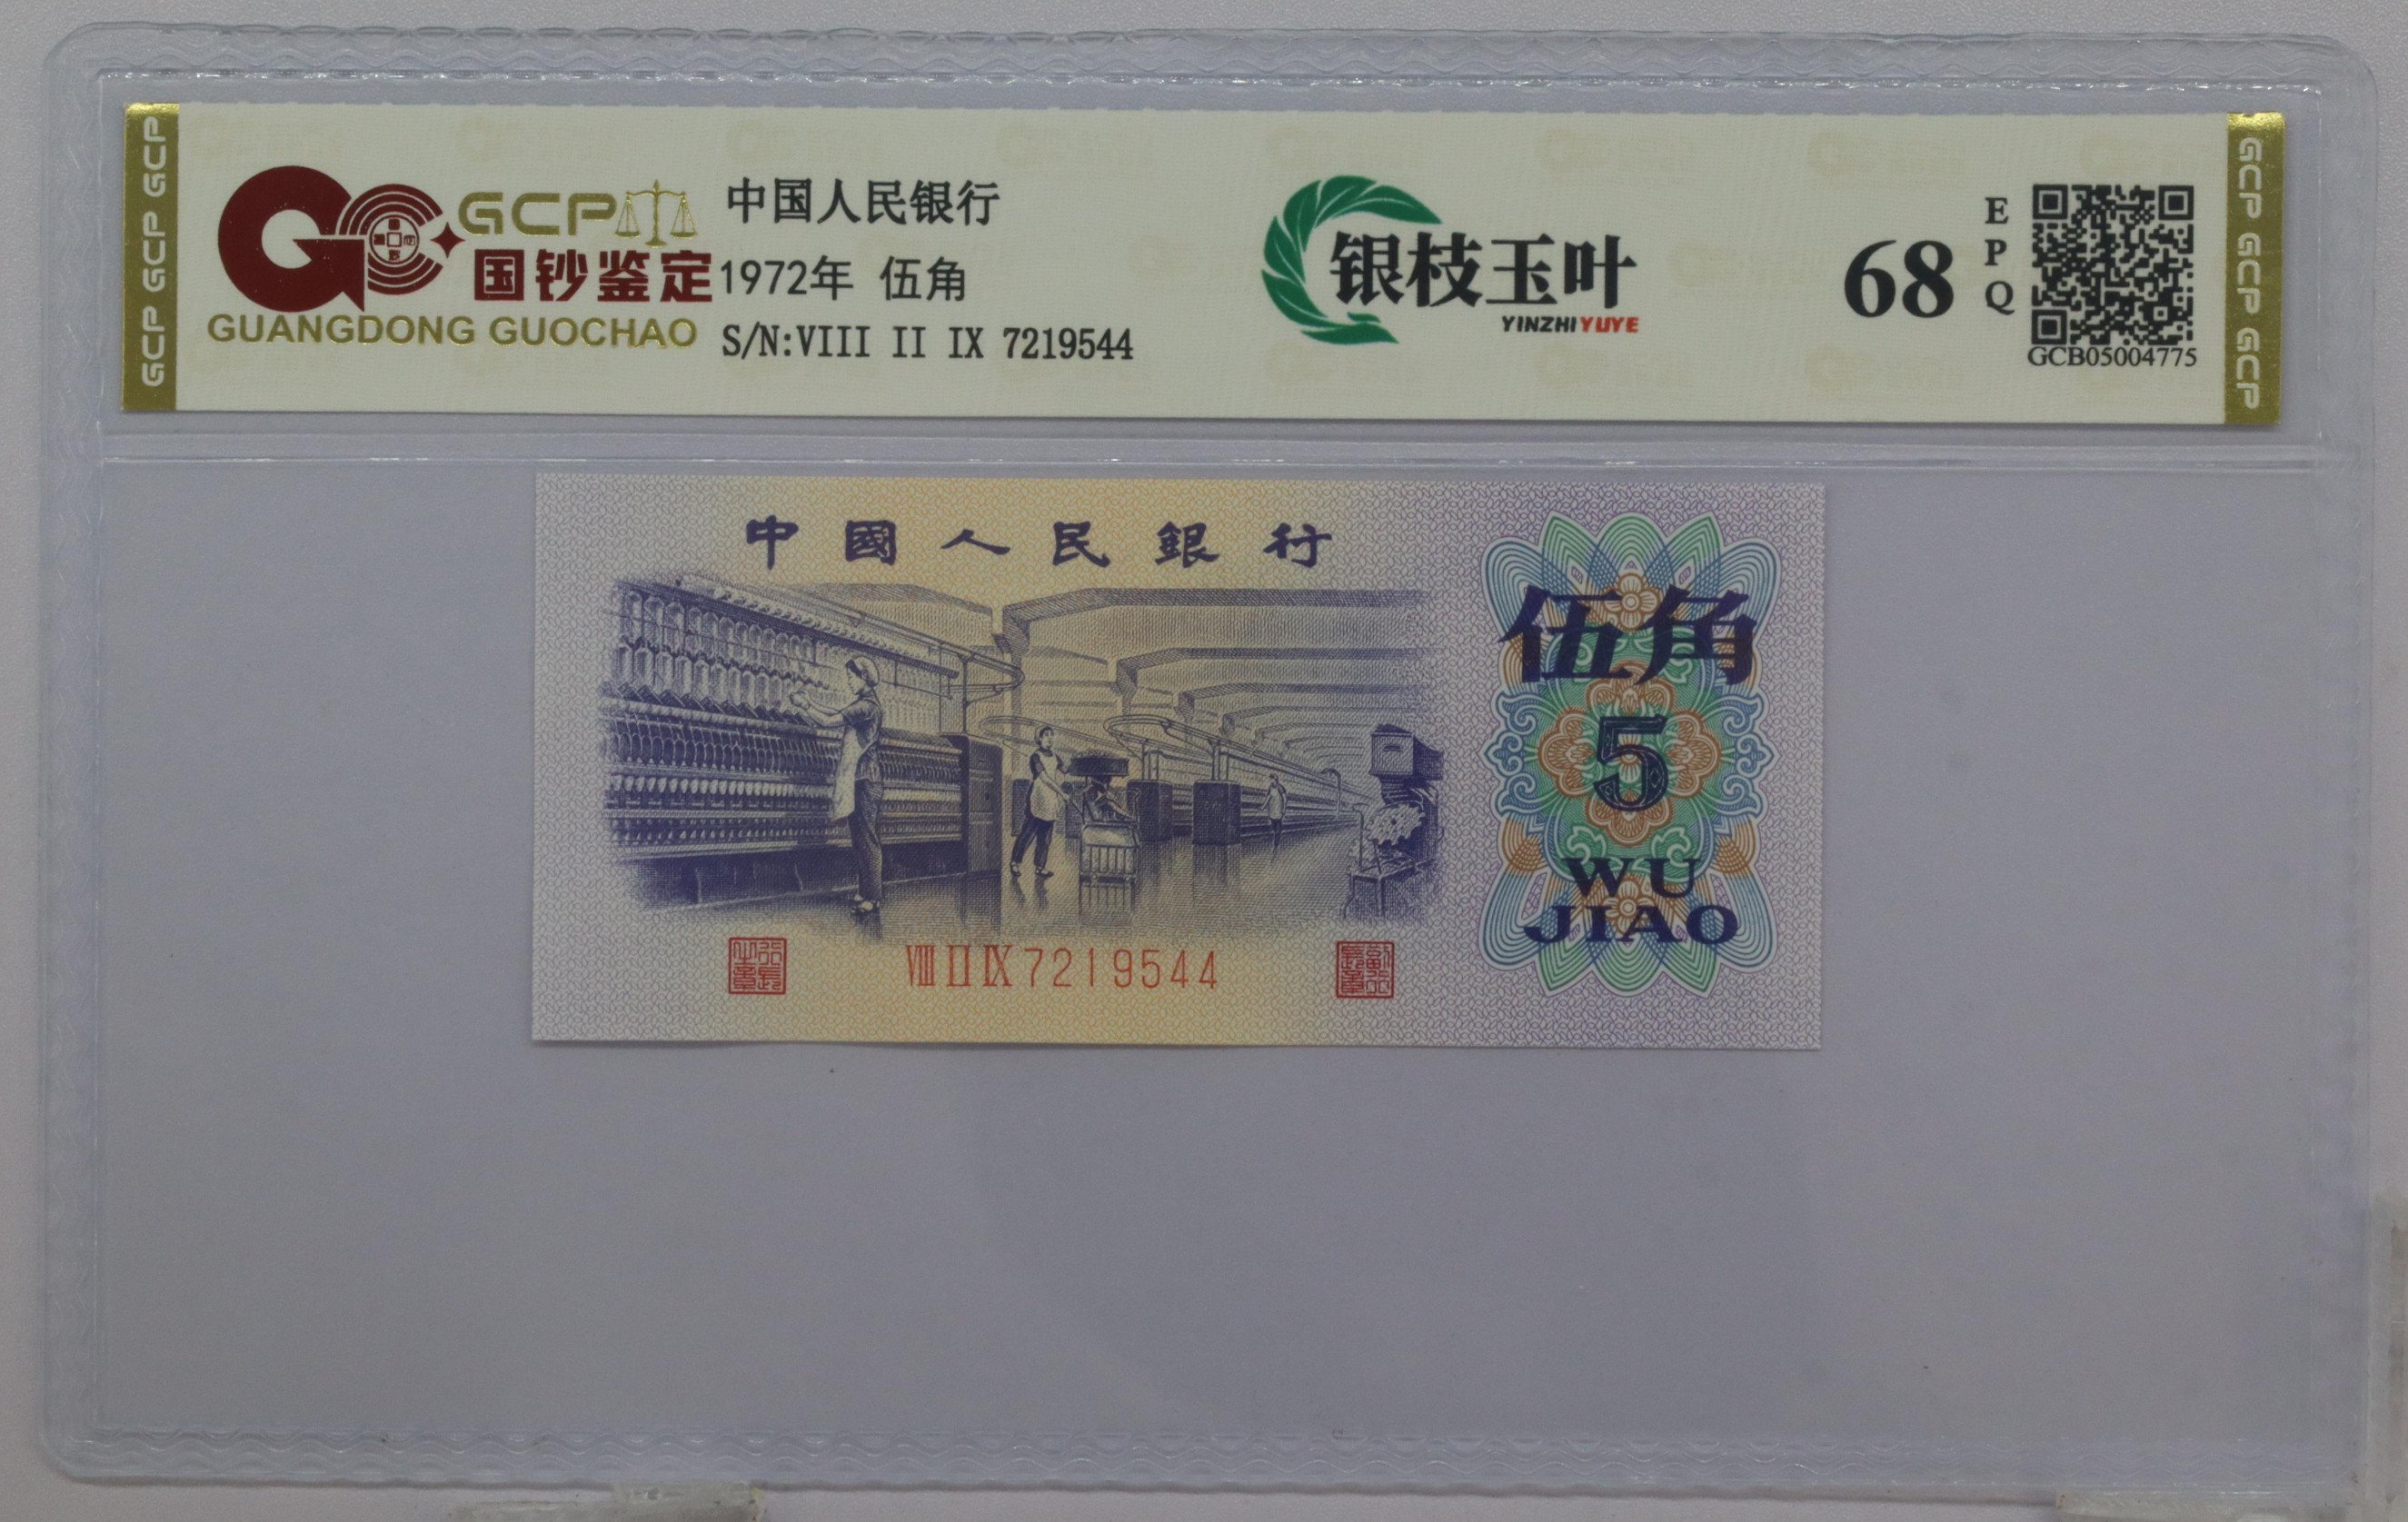 GCP GCP GCP
GCP
国钞鉴定
GUANGDONG GUOCHAO
中国人民银行
1972年 伍角
S/N:VIII II IX 7219544
银枝玉叶
YINZHIYUYE
68
EPQ
GCB05004775
GCP GCP GCP
中國人民銀行
伍角
5
WU
JIAO
VIII II IX 7219544